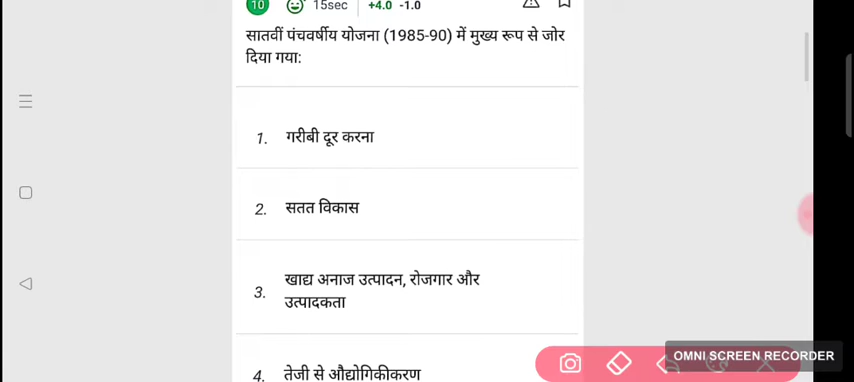 10 15sec +4.0 -1.0
सातवीं पंचवर्षीय योजना (1985-90) में मुख्य रूप से जोर
दिया गया:
1. गरीबी दूर करना
2. सतत विकास
3. खाद्य अनाज उत्पादन, रोजगार और
उत्पादकता
4. तेजी से औद्योगिकीकरण
OMNI SCREEN RECORDER